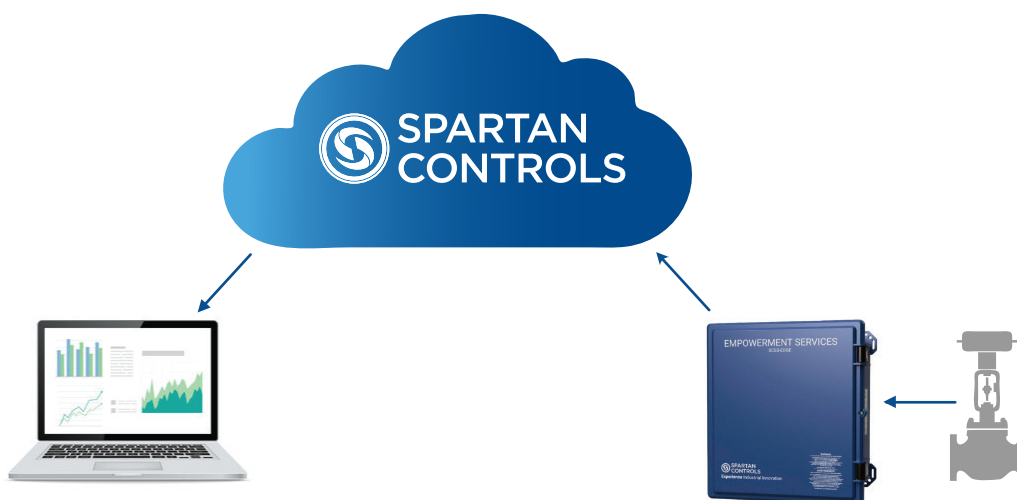 SPARTAN
CONTROLS
EMPOWERMENT SERVICES
SPARTAN
CONTROLS
Experience Industrial Innovation